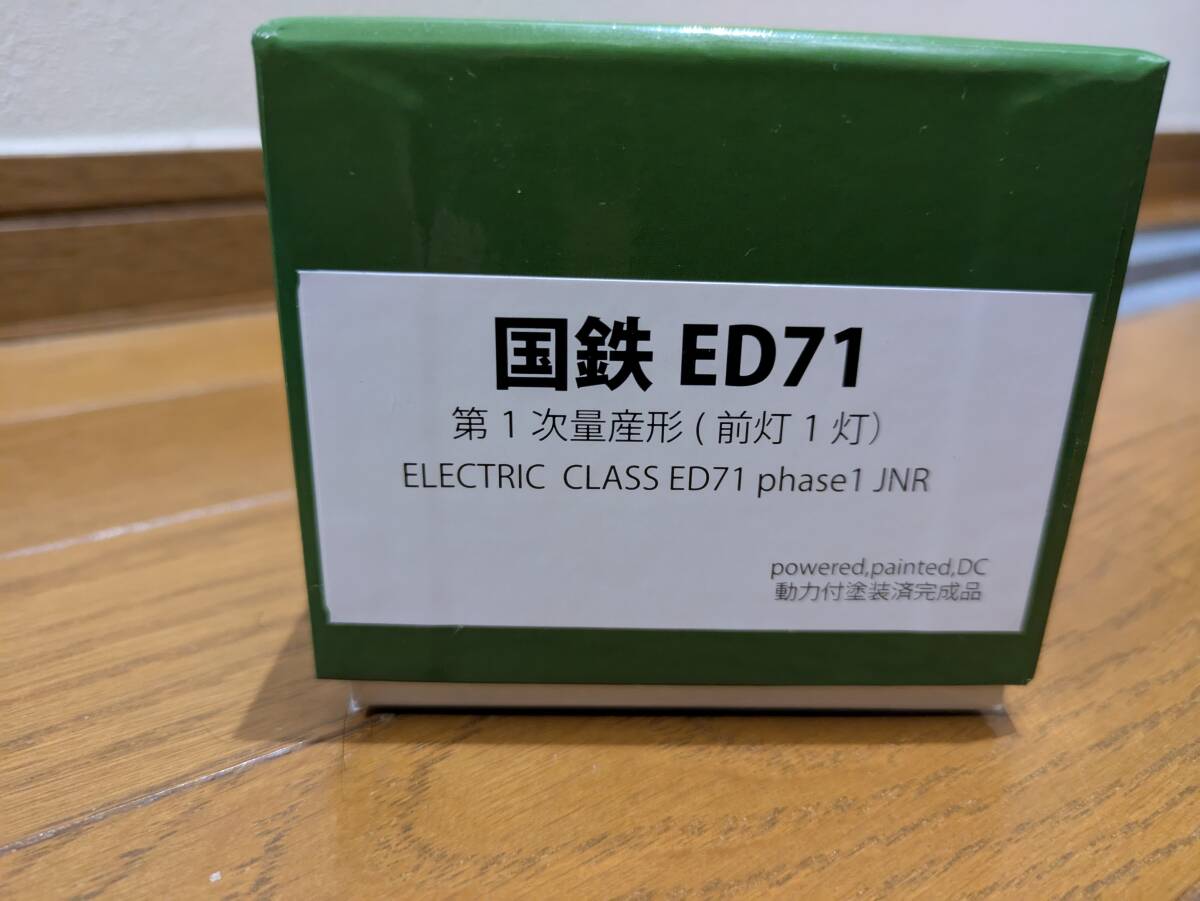 国鉄 ED71
第 1 次量産形 ( 前灯 1 灯）
ELECTRIC CLASS ED71 phase1 JNR
powered,painted,DC
動力付塗装済完成品